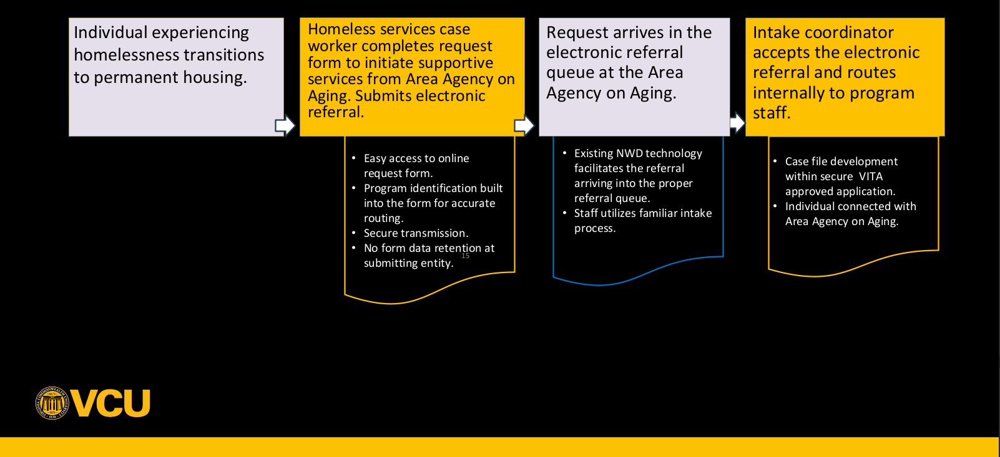 Individual experiencing
homelessness transitions
to permanent housing.
Homeless services case
worker completes request
form to initiate supportive
services from Area Agency on
Aging. Submits electronic
referral.
Request arrives in the
electronic referral
queue at the Area
Agency on Aging.
Intake coordinator
accepts the electronic
referral and routes
internally to program
staff.
• Easy access to online
request form.
• Program identification built
into the form for accurate
routing.
• Secure transmission.
• No form data retention at
submitting entity.
15
• Existing NWD technology
facilitates the referral
arriving into the proper
referral queue.
• Staff utilizes familiar intake
process.
• Case file development
within secure  VITA
approved application.
• Individual connected with
Area Agency on Aging.
VCU